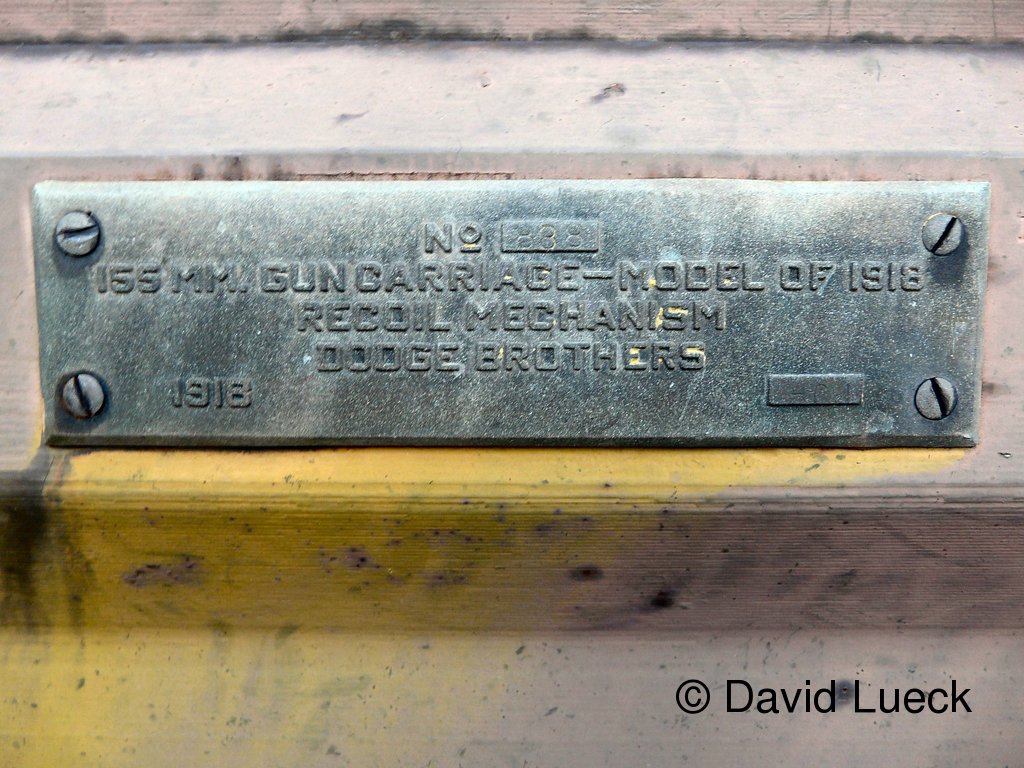 No
155 MM. GUN CARRIAGE—MODEL OF 1918
RECOIL MECHANISM
DODGE BROTHERS
1918
© David Lueck